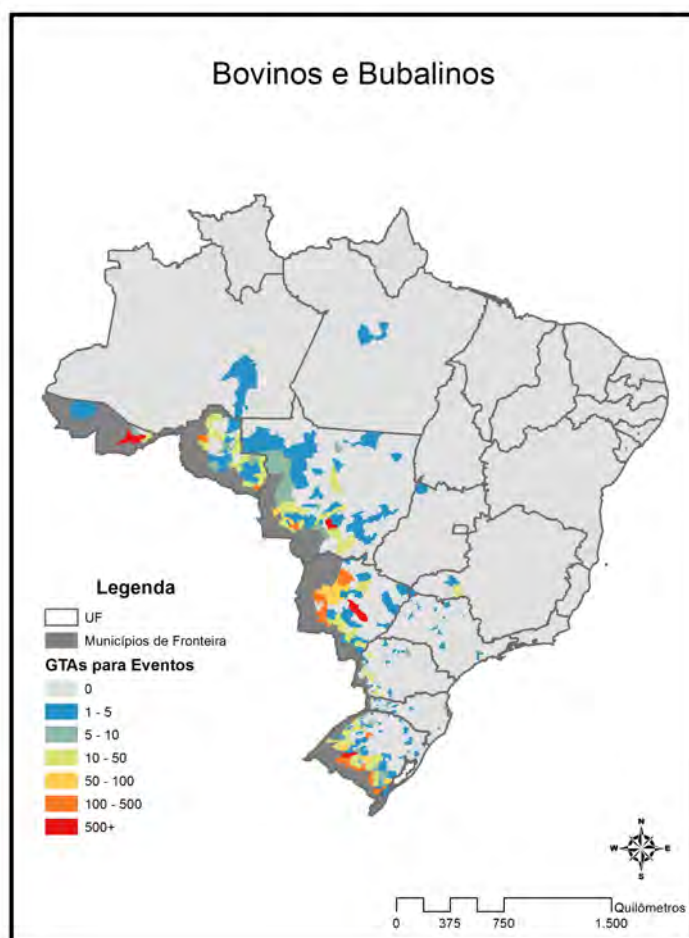 Bovinos e Bubalinos
Legenda
UF
Municípios de Fronteira
GTAs para Eventos
0
1 - 5
5 - 10
10 - 50
50 - 100
100 - 500
500+
N
W E
S
Quilômetros
0 375 750 1.500